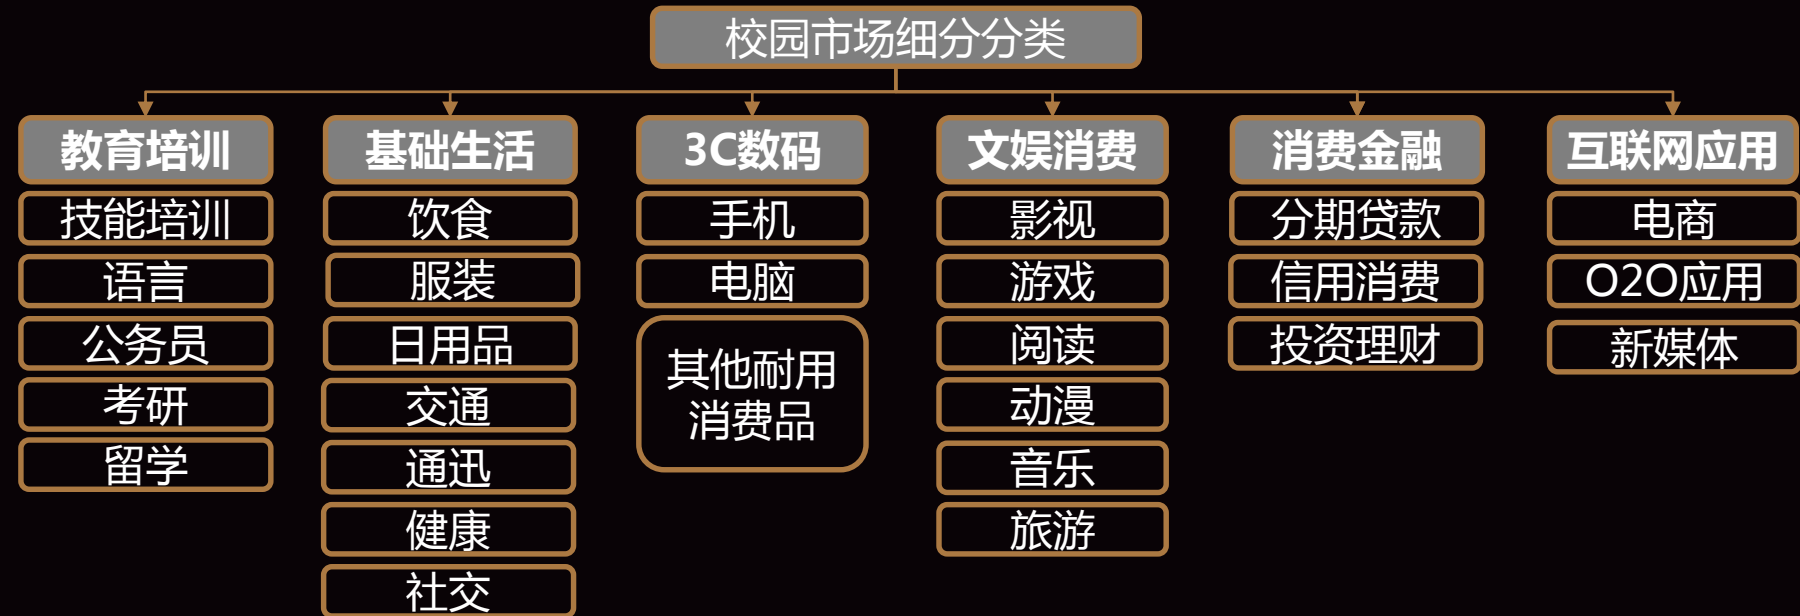 校园市场细分分类
教育培训
技能培训
语言
公务员
考研
留学
基础生活
饮食
服装
日用品
交通
通迅
健康
社交
3C数码
手机
电脑
其他耐用
消费品
文娱消费
影视
游戏
阅读
动漫
音乐
旅游
消费金融
分期贷款
信用消费
投资理财
互联网应用
电商
O2O应用
新媒体